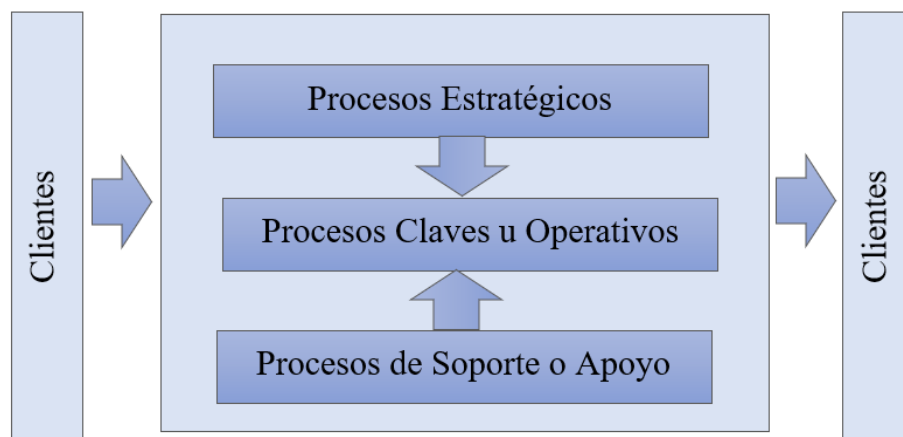 Clientes
Procesos Estratégicos
Procesos Claves u Operativos
Procesos de Soporte o Apoyo
Clientes